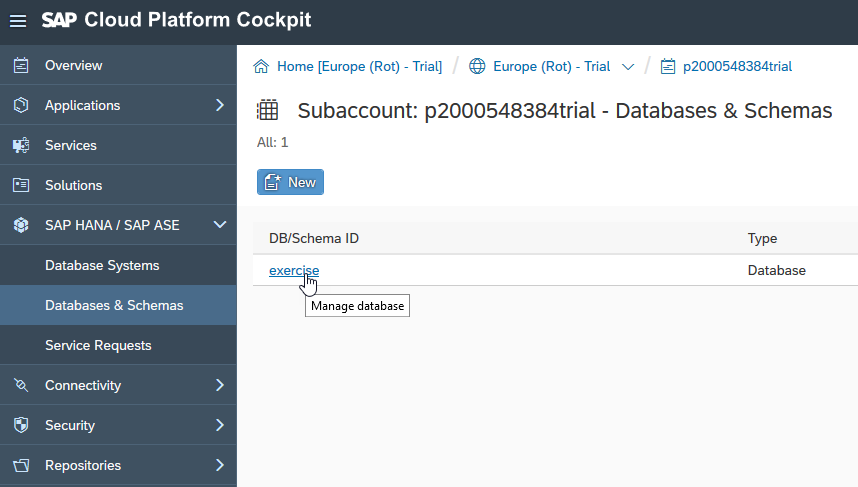 SAP Cloud Platform Cockpit
Overview
Applications
Services
Solutions
SAP HANA / SAP ASE
Database Systems
Databases & Schemas
Service Requests
Connectivity
Security
Repositories
Home [Europe (Rot) - Trial] / Europe (Rot) - Trial / p2000548384trial
Subaccount: p2000548384trial - Databases & Schemas
All: 1
New
DB/Schema ID Type
exercise Database
Manage database